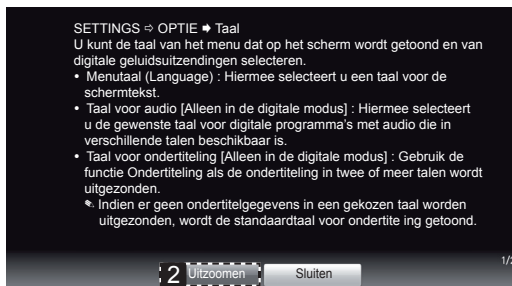 SETTINGS ⇨ OPTIE ➡ Taal
U kunt de taal van het menu dat op het scherm wordt getoond en van
digitale geluidsuitzendingen selecteren.
• Menutaal (Language) : Hiermee selecteert u een taal voor de
schermtekst.
• Taal voor audio [Alleen in de digitale modus] : Hiermee selecteert
u de gewenste taal voor digitale programma's met audio die in
verschillende talen beschikbaar is.
• Taal voor ondertiteling [Alleen in de digitale modus] : Gebruik de
functie Ondertiteling als de ondertiteling in twee of meer talen wordt
uitgezonden.
✎ Indien er geen ondertitelgegevens in een gekozen taal worden
uitgezonden, wordt de standaardtaal voor ondertite ing getoond.
1/2
2 Uitzoomen Sluiten